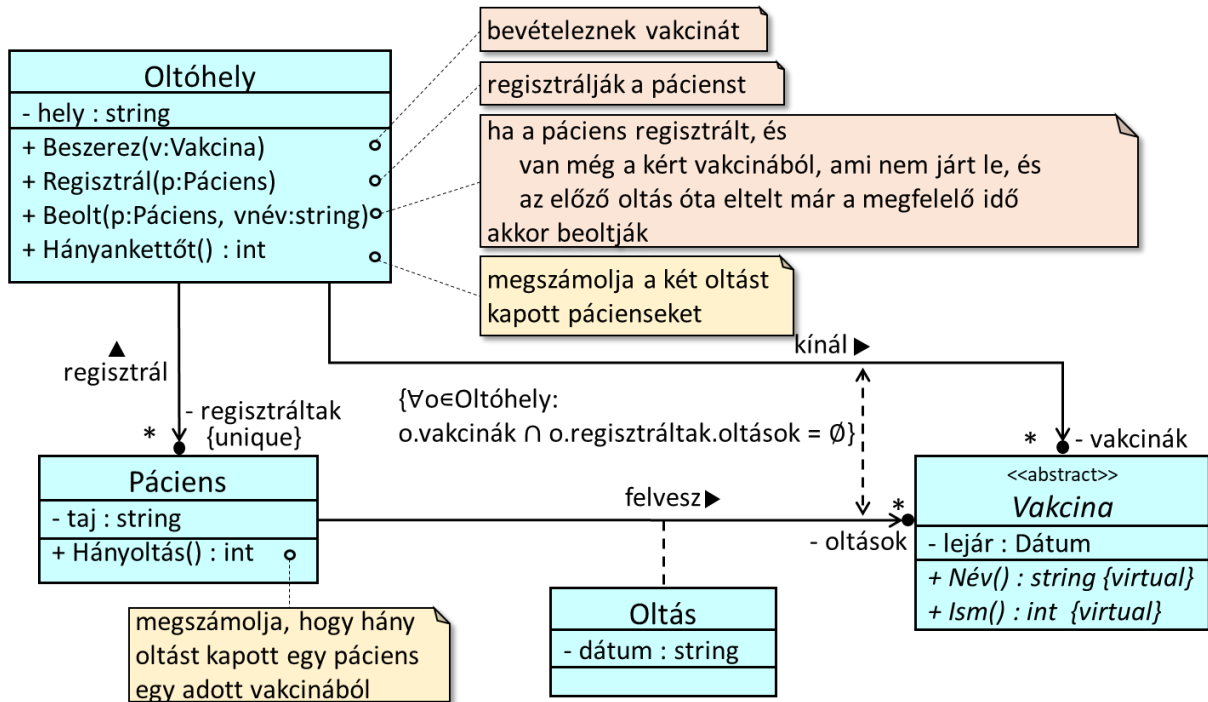 Oltóhely
- hely : string
+ Beszerez(v:Vakcina)
+ Regisztrál(p:Páciens)
+ Beolt(p:Páciens, vnév:string)
+ Hányankettőt() : int
bevételeznek vakcinát
regisztrálják a pácienst
ha a páciens regisztrált, és
van még a kért vakcinából, ami nem járt le, és
az előző oltás óta eltelt már a megfelelő idő
akkor beoltják
megszámolja a két oltást
kapott pácienseket
▲
regisztrál
kínál ▶
{∀o∈Oltóhely:
o.vakcinák ∩ o.regisztráltak.oltások = Ø}
- regisztráltak
* {unique}
* - vakcinák
Páciens
- taj : string
+ Hányoltás() : int
felvesz ▶
*
- oltások
<<abstract>>
Vakcina
- lejár : Dátum
+ Név() : string {virtual}
+ Ism() : int {virtual}
megszámolja, hogy hány
oltást kapott egy páciens
egy adott vakcinából
Oltás
- dátum : string